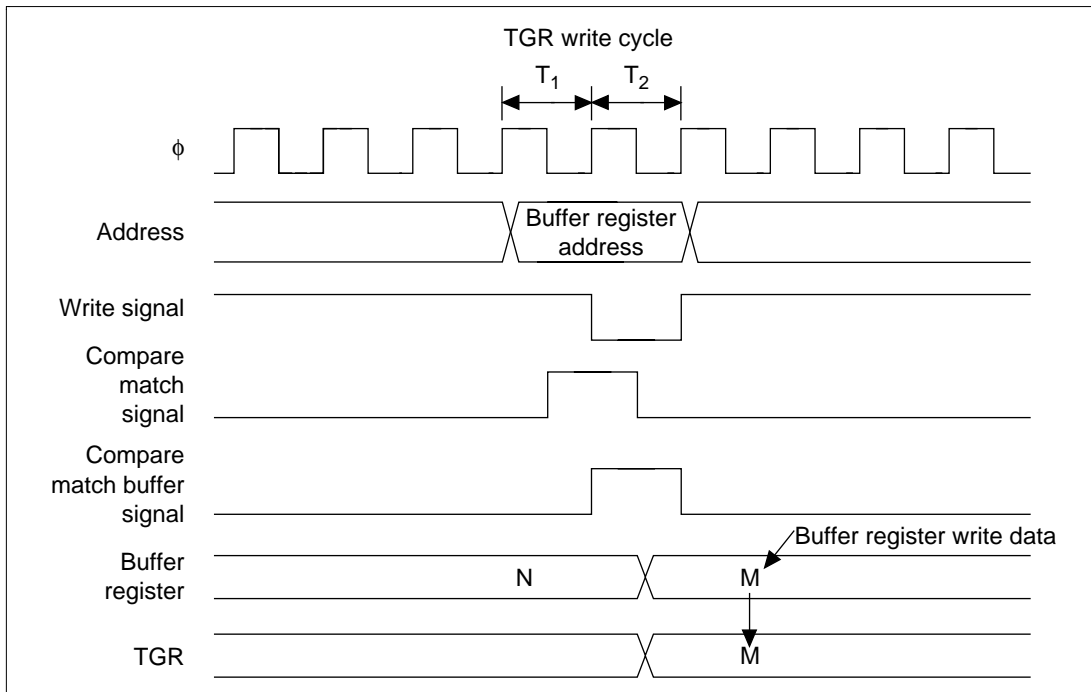 TGR write cycle
T1 T2
ϕ
Address
Buffer register
address
Write signal
Compare
match
signal
Compare
match buffer
signal
Buffer register write data
Buffer
register
N M
TGR
M